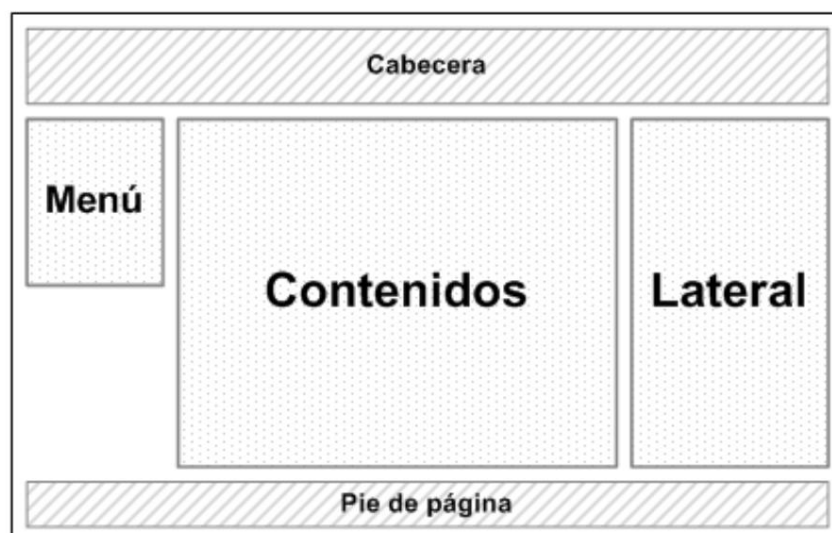 Cabecera
Menú
Contenidos
Lateral
Pie de página